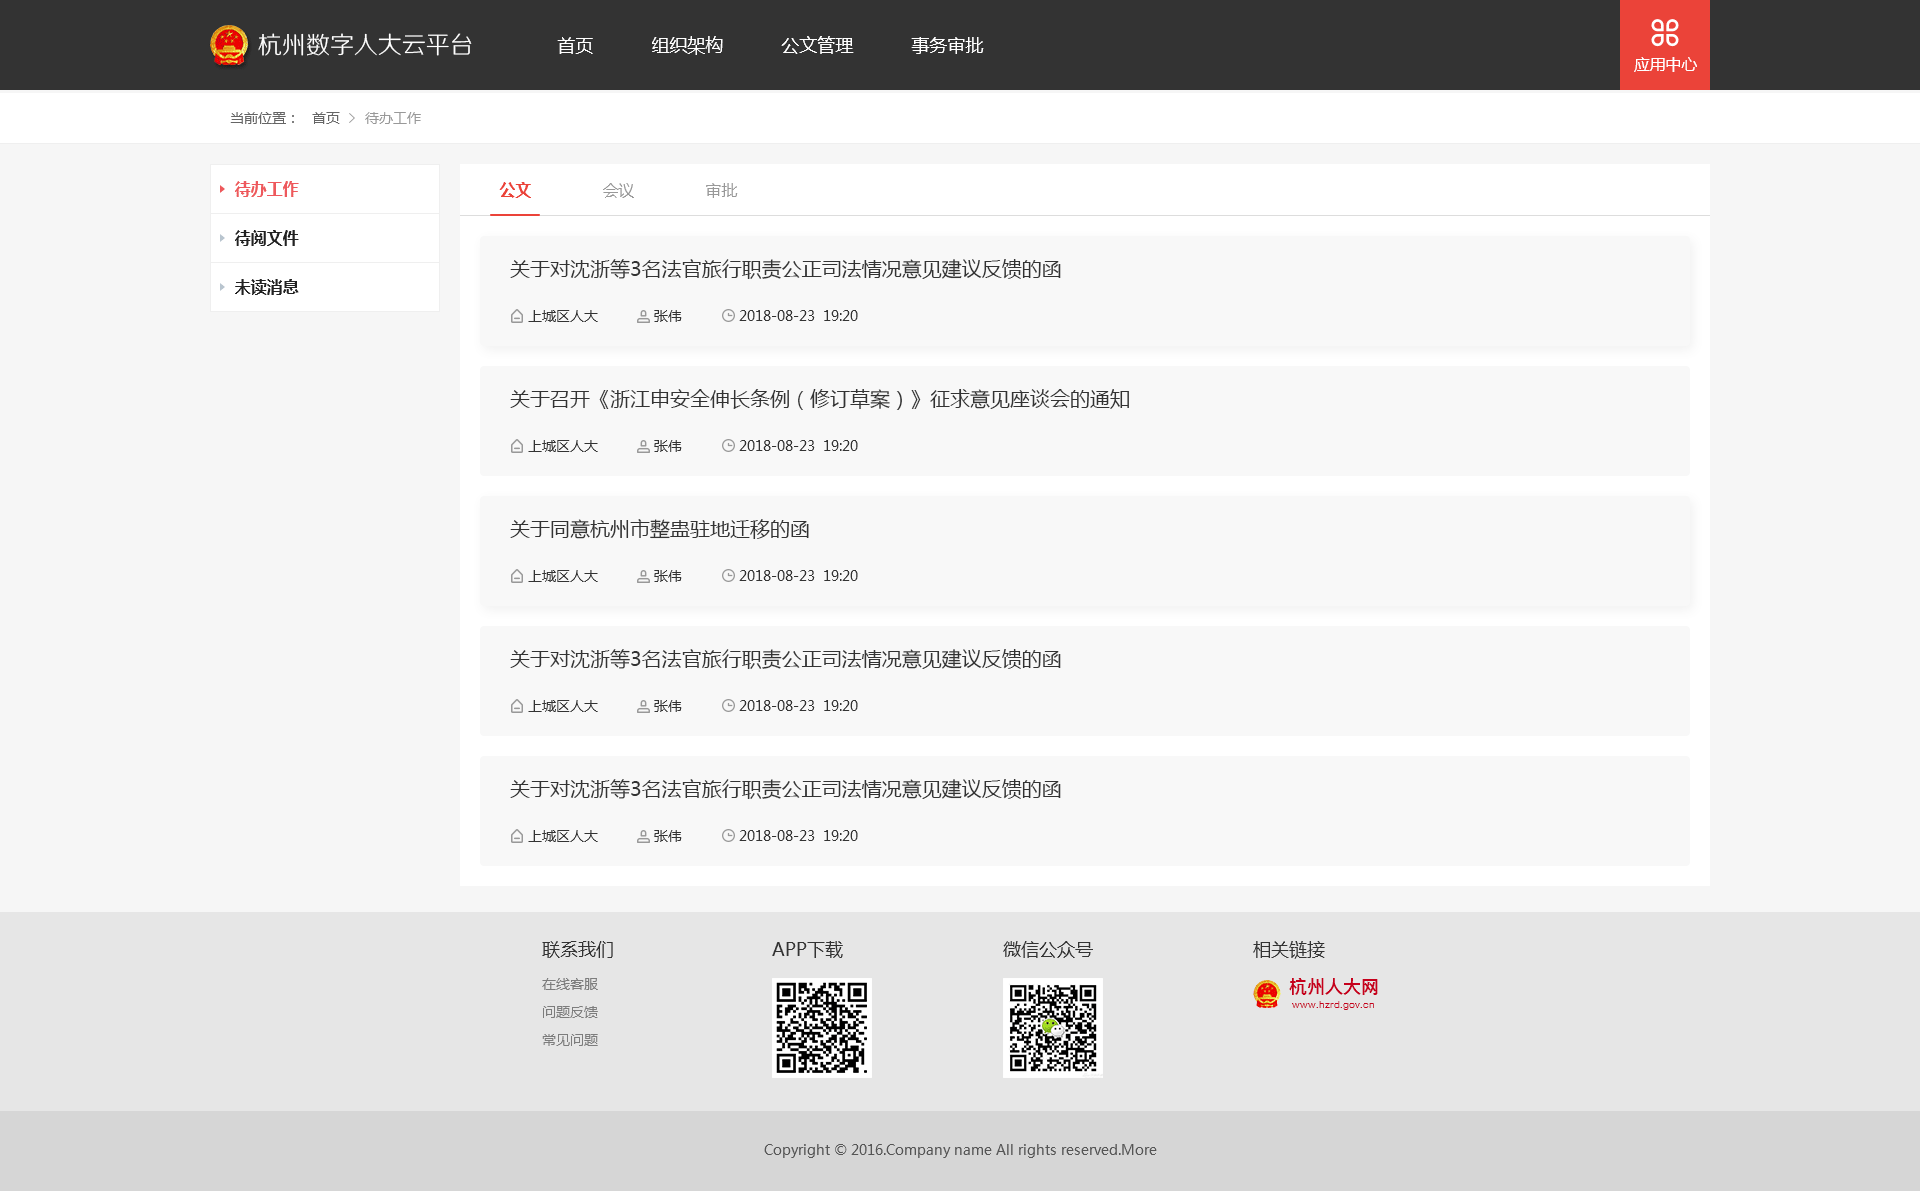 杭州数字人大云平台
首页 组织架构 公文管理 事务审批
应用中心
当前位置： 首页 > 待办工作
待办工作
待阅文件
未读消息
公文 会议 审批
关于对沈浙等3名法官旅行职责公正司法情况意见建议反馈的函
上城区人大 张伟 2018-08-23 19:20
关于召开《浙江申安全伸长条例（修订草案）》征求意见座谈会的通知
上城区人大 张伟 2018-08-23 19:20
关于同意杭州市整蛊驻地迁移的函
上城区人大 张伟 2018-08-23 19:20
关于对沈浙等3名法官旅行职责公正司法情况意见建议反馈的函
上城区人大 张伟 2018-08-23 19:20
关于对沈浙等3名法官旅行职责公正司法情况意见建议反馈的函
上城区人大 张伟 2018-08-23 19:20
联系我们
在线客服
问题反馈
常见问题
APP下载
微信公众号
相关链接
杭州人大网
www.hzrd.gov.cn
Copyright © 2016.Company name All rights reserved.More